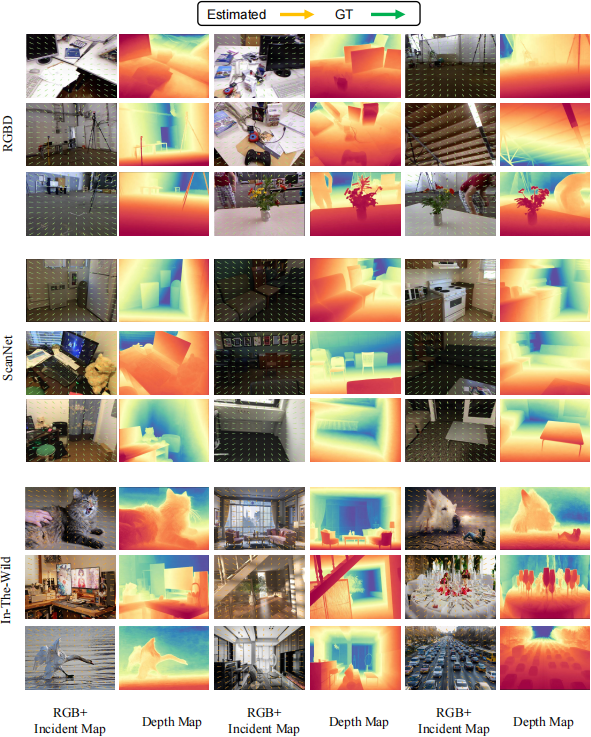 Estimated GT
RGBD
ScanNet
In-The-Wild
RGB+
Incident Map
Depth Map
RGB+
Incident Map
Depth Map
RGB+
Incident Map
Depth Map